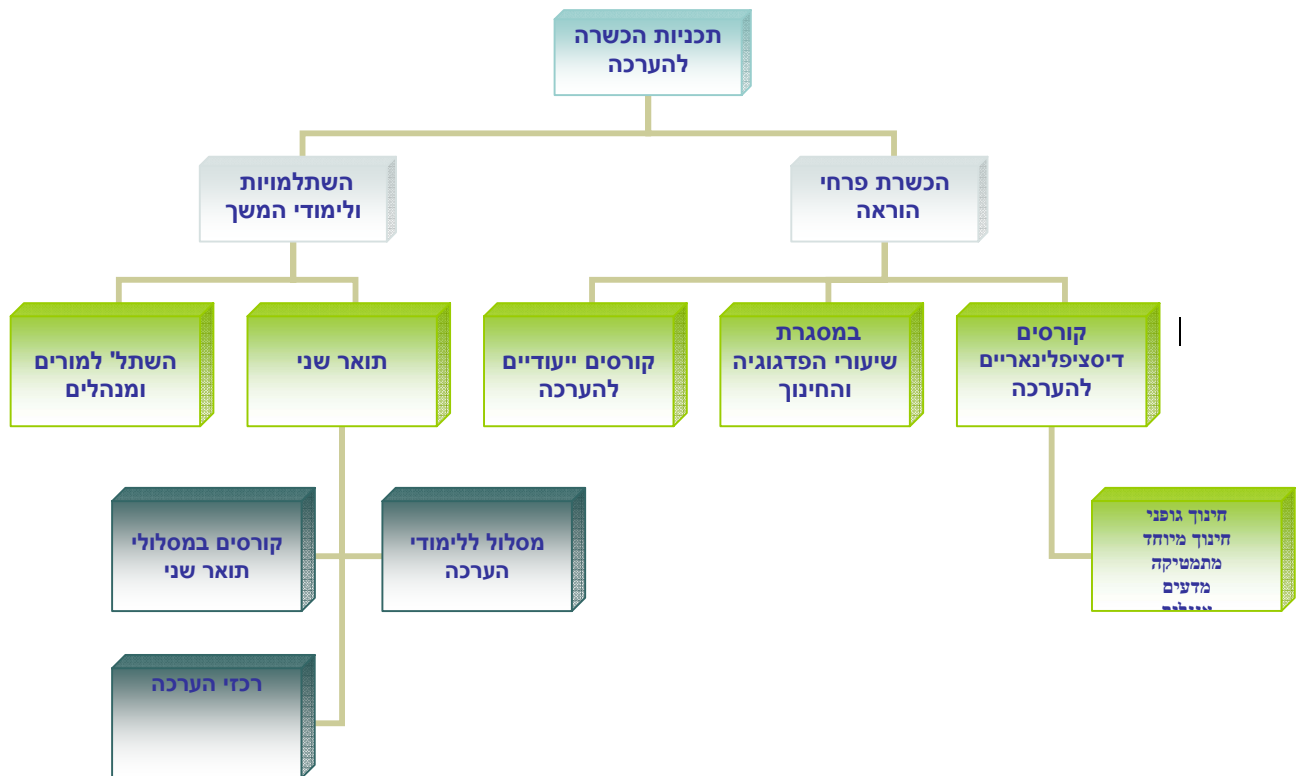 תכניות הכשרה
להערכה
הכשרת פרחי
הוראה
השתלמויות
ולימודי המשך
קורסים
דיסציפלינאריים
להערכה
במסגרת
שיעורי הפדגוגיה
והחינוך
קורסים ייעודיים
להערכה
תואר שני
השתל' למורים
ומנהלים
חינוך גופני
חינוך מיוחד
מתמטיקה
מדעים
מסלול ללימודי
הערכה
קורסים במסלולי
תואר שני
רכזי הערכה